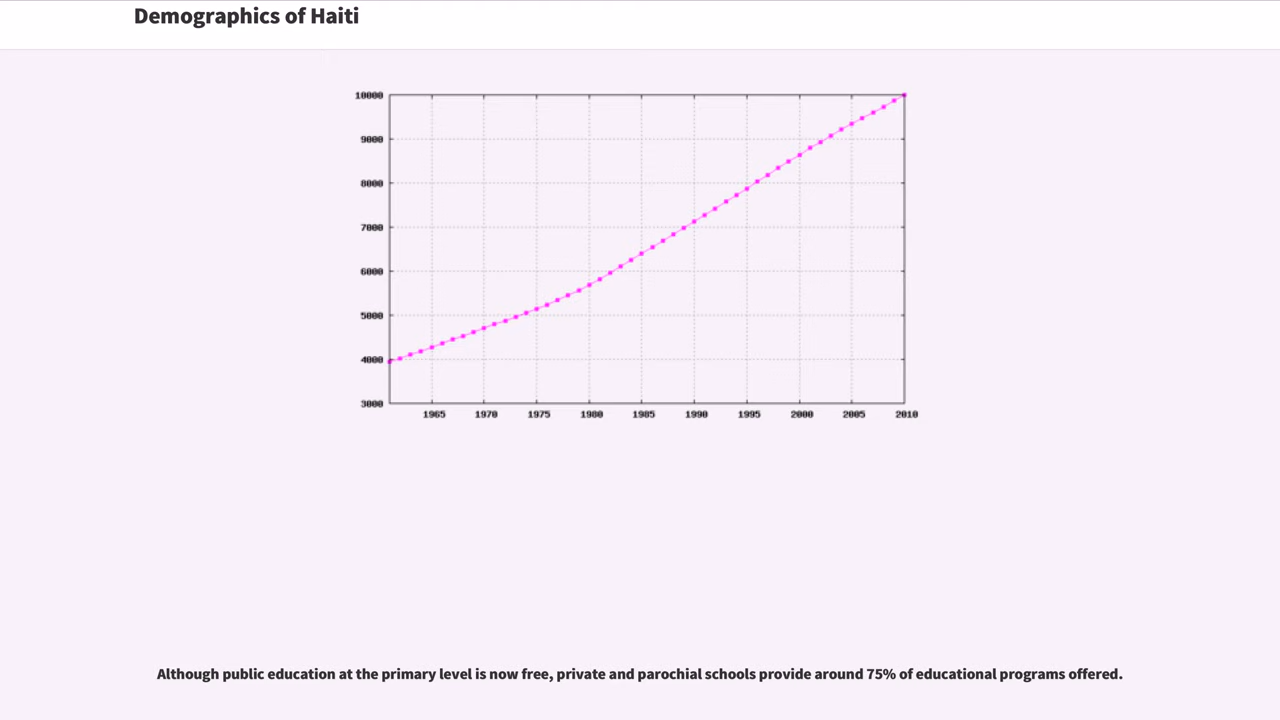 Demographics of Haiti
10000
9000
8000
7000
6000
5000
4000
3000
1965 1970 1975 1980 1985 1990 1995 2000 2005 2010
Although public education at the primary level is now free, private and parochial schools provide around 75% of educational programs offered.